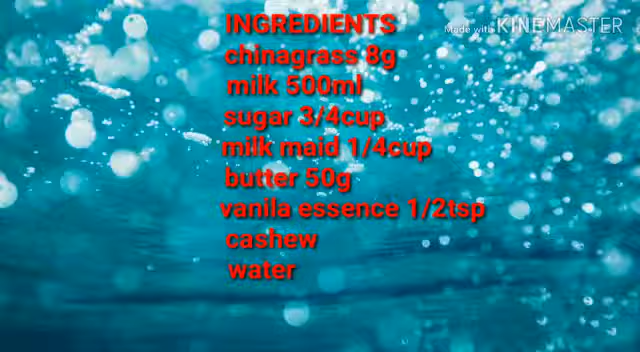 INGREDIENTS
Made with KINEMASTER
chinagrass 8g
milk 500ml
sugar 3/4cup
milk maid 1/4cup
butter 50g
vanila essence 1/2tsp
cashew
water